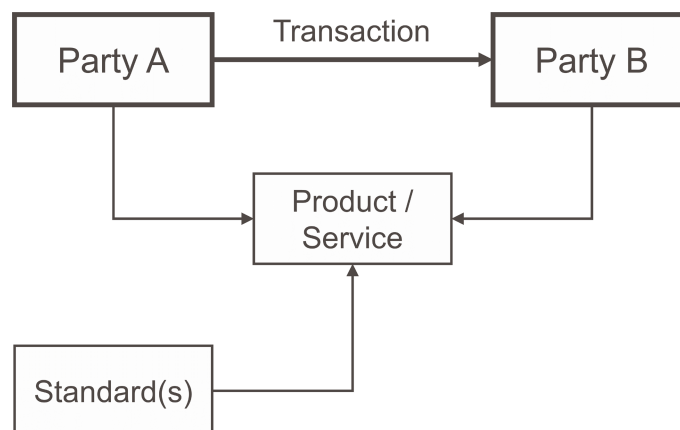 Transaction
Party A
Party B
Product /
Service
Standard(s)